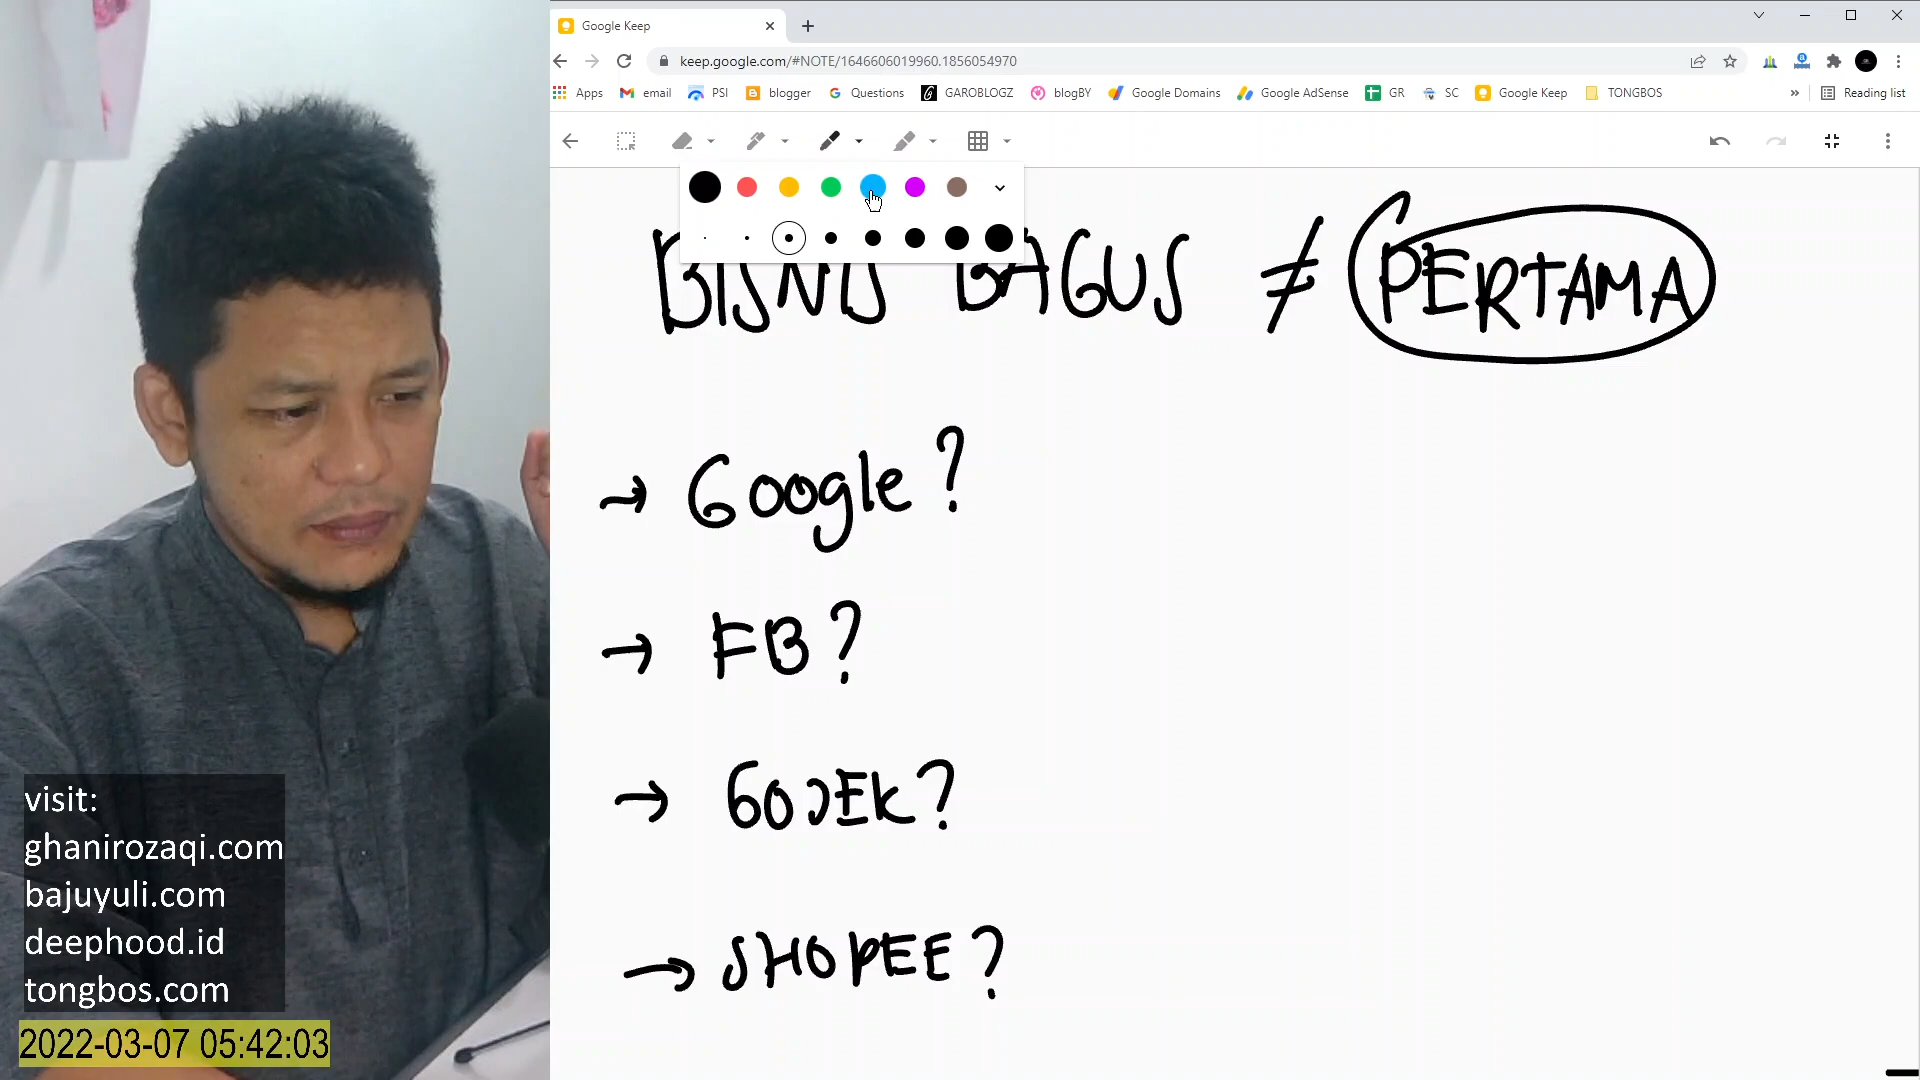 Google Keep
keep.google.com/#NOTE/1646606019960.1856054970
Apps email PSI blogger Questions GAROBLOGZ blogBY Google Domains Google AdSense GR SC Google Keep TONGBOS » Reading list
BISNIS BAGUS ≠ PERTAMA
→ Google?
→ FB?
→ GOJEK?
→ SHOPEE?
visit:
ghanirozaqi.com
bajuyuli.com
deephood.id
tongbos.com
2022-03-07 05:42:03